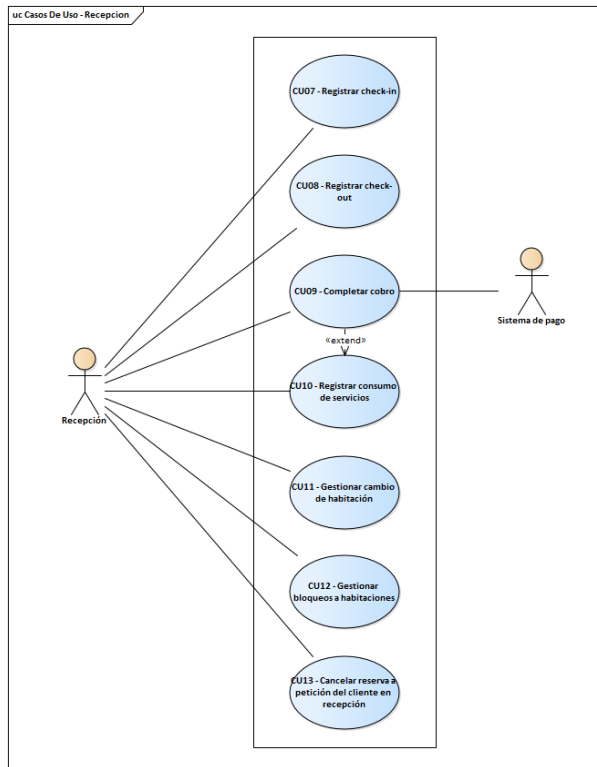 uc Casos De Uso - Recepcion
CU07 - Registrar check-in
CU08 - Registrar check-
out
CU09 - Completar cobro
Sistema de pago
«extend»
CU10 - Registrar consumo
de servicios
Recepción
CU11 - Gestionar cambio
de habitación
CU12 - Gestionar
bloqueos a habitaciones
CU13 - Cancelar reserva a
petición del cliente en
recepción